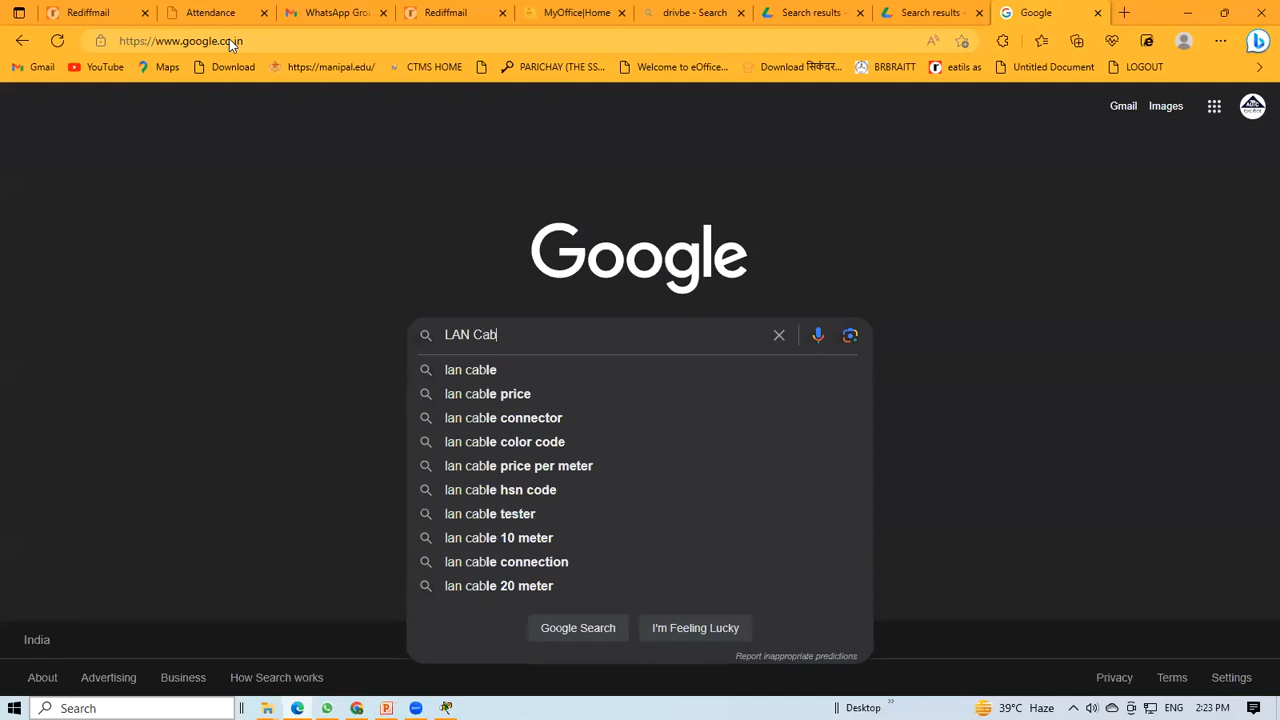 Rediffmail
Attendance
WhatsApp Grou
Rediffmail
MyOffice|Home
drivbe - Search
Search results -
Search results -
Google
https://www.google.co.in
Gmail
YouTube
Maps
Download
https://manipal.edu/
CTMS HOME
PARICHAY (THE SS...
Welcome to eOffice...
Download सिकंदर...
BRBRAITT
eatils as
Untitled Document
LOGOUT
Gmail Images
Google
LAN Cab
lan cable
lan cable price
lan cable connector
lan cable color code
lan cable price per meter
lan cable hsn code
lan cable tester
lan cable 10 meter
lan cable connection
lan cable 20 meter
Google Search I'm Feeling Lucky
Report inappropriate predictions
India
About Advertising Business How Search works Privacy Terms Settings
Search Desktop 39°C Haze ENG 2:23 PM